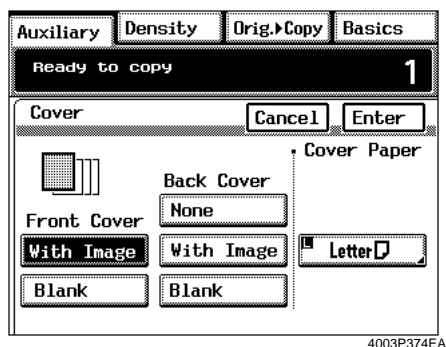 Auxiliary Density Orig.▸Copy Basics
Ready to copy 1
Cover Cancel Enter
Cover Paper
Back Cover
Front Cover None
With Image With Image L Letter
Blank Blank
4003P374EA